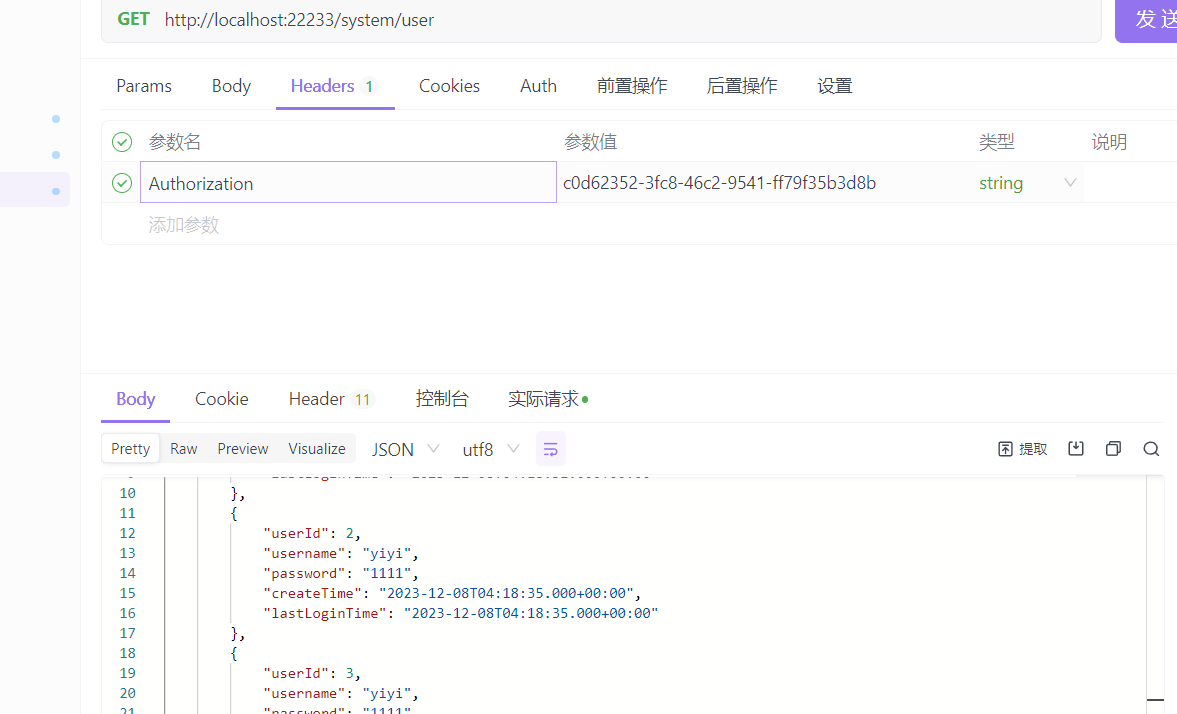 GET http://localhost:22233/system/user 发送
Params Body Headers 1 Cookies Auth 前置操作 后置操作 设置
参数名 参数值 类型 说明
Authorization c0d62352-3fc8-46c2-9541-ff79f35b3d8b string
添加参数
Body Cookie Header 11 控制台 实际请求
Pretty Raw Preview Visualize JSON utf8 提取
10 },
11 {
12 "userId": 2,
13 "username": "yiyi",
14 "password": "1111",
15 "createTime": "2023-12-08T04:18:35.000+00:00",
16 "lastLoginTime": "2023-12-08T04:18:35.000+00:00"
17 },
18 {
19 "userId": 3,
20 "username": "yiyi",
21 "password": "1111"